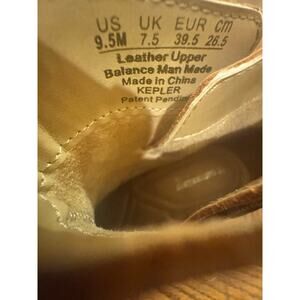 US UK EUR cm
9.5M 7.5 39.5 26.5
Leather Upper
Balance Man Made
Made in China
KEPLER
Patent Pending